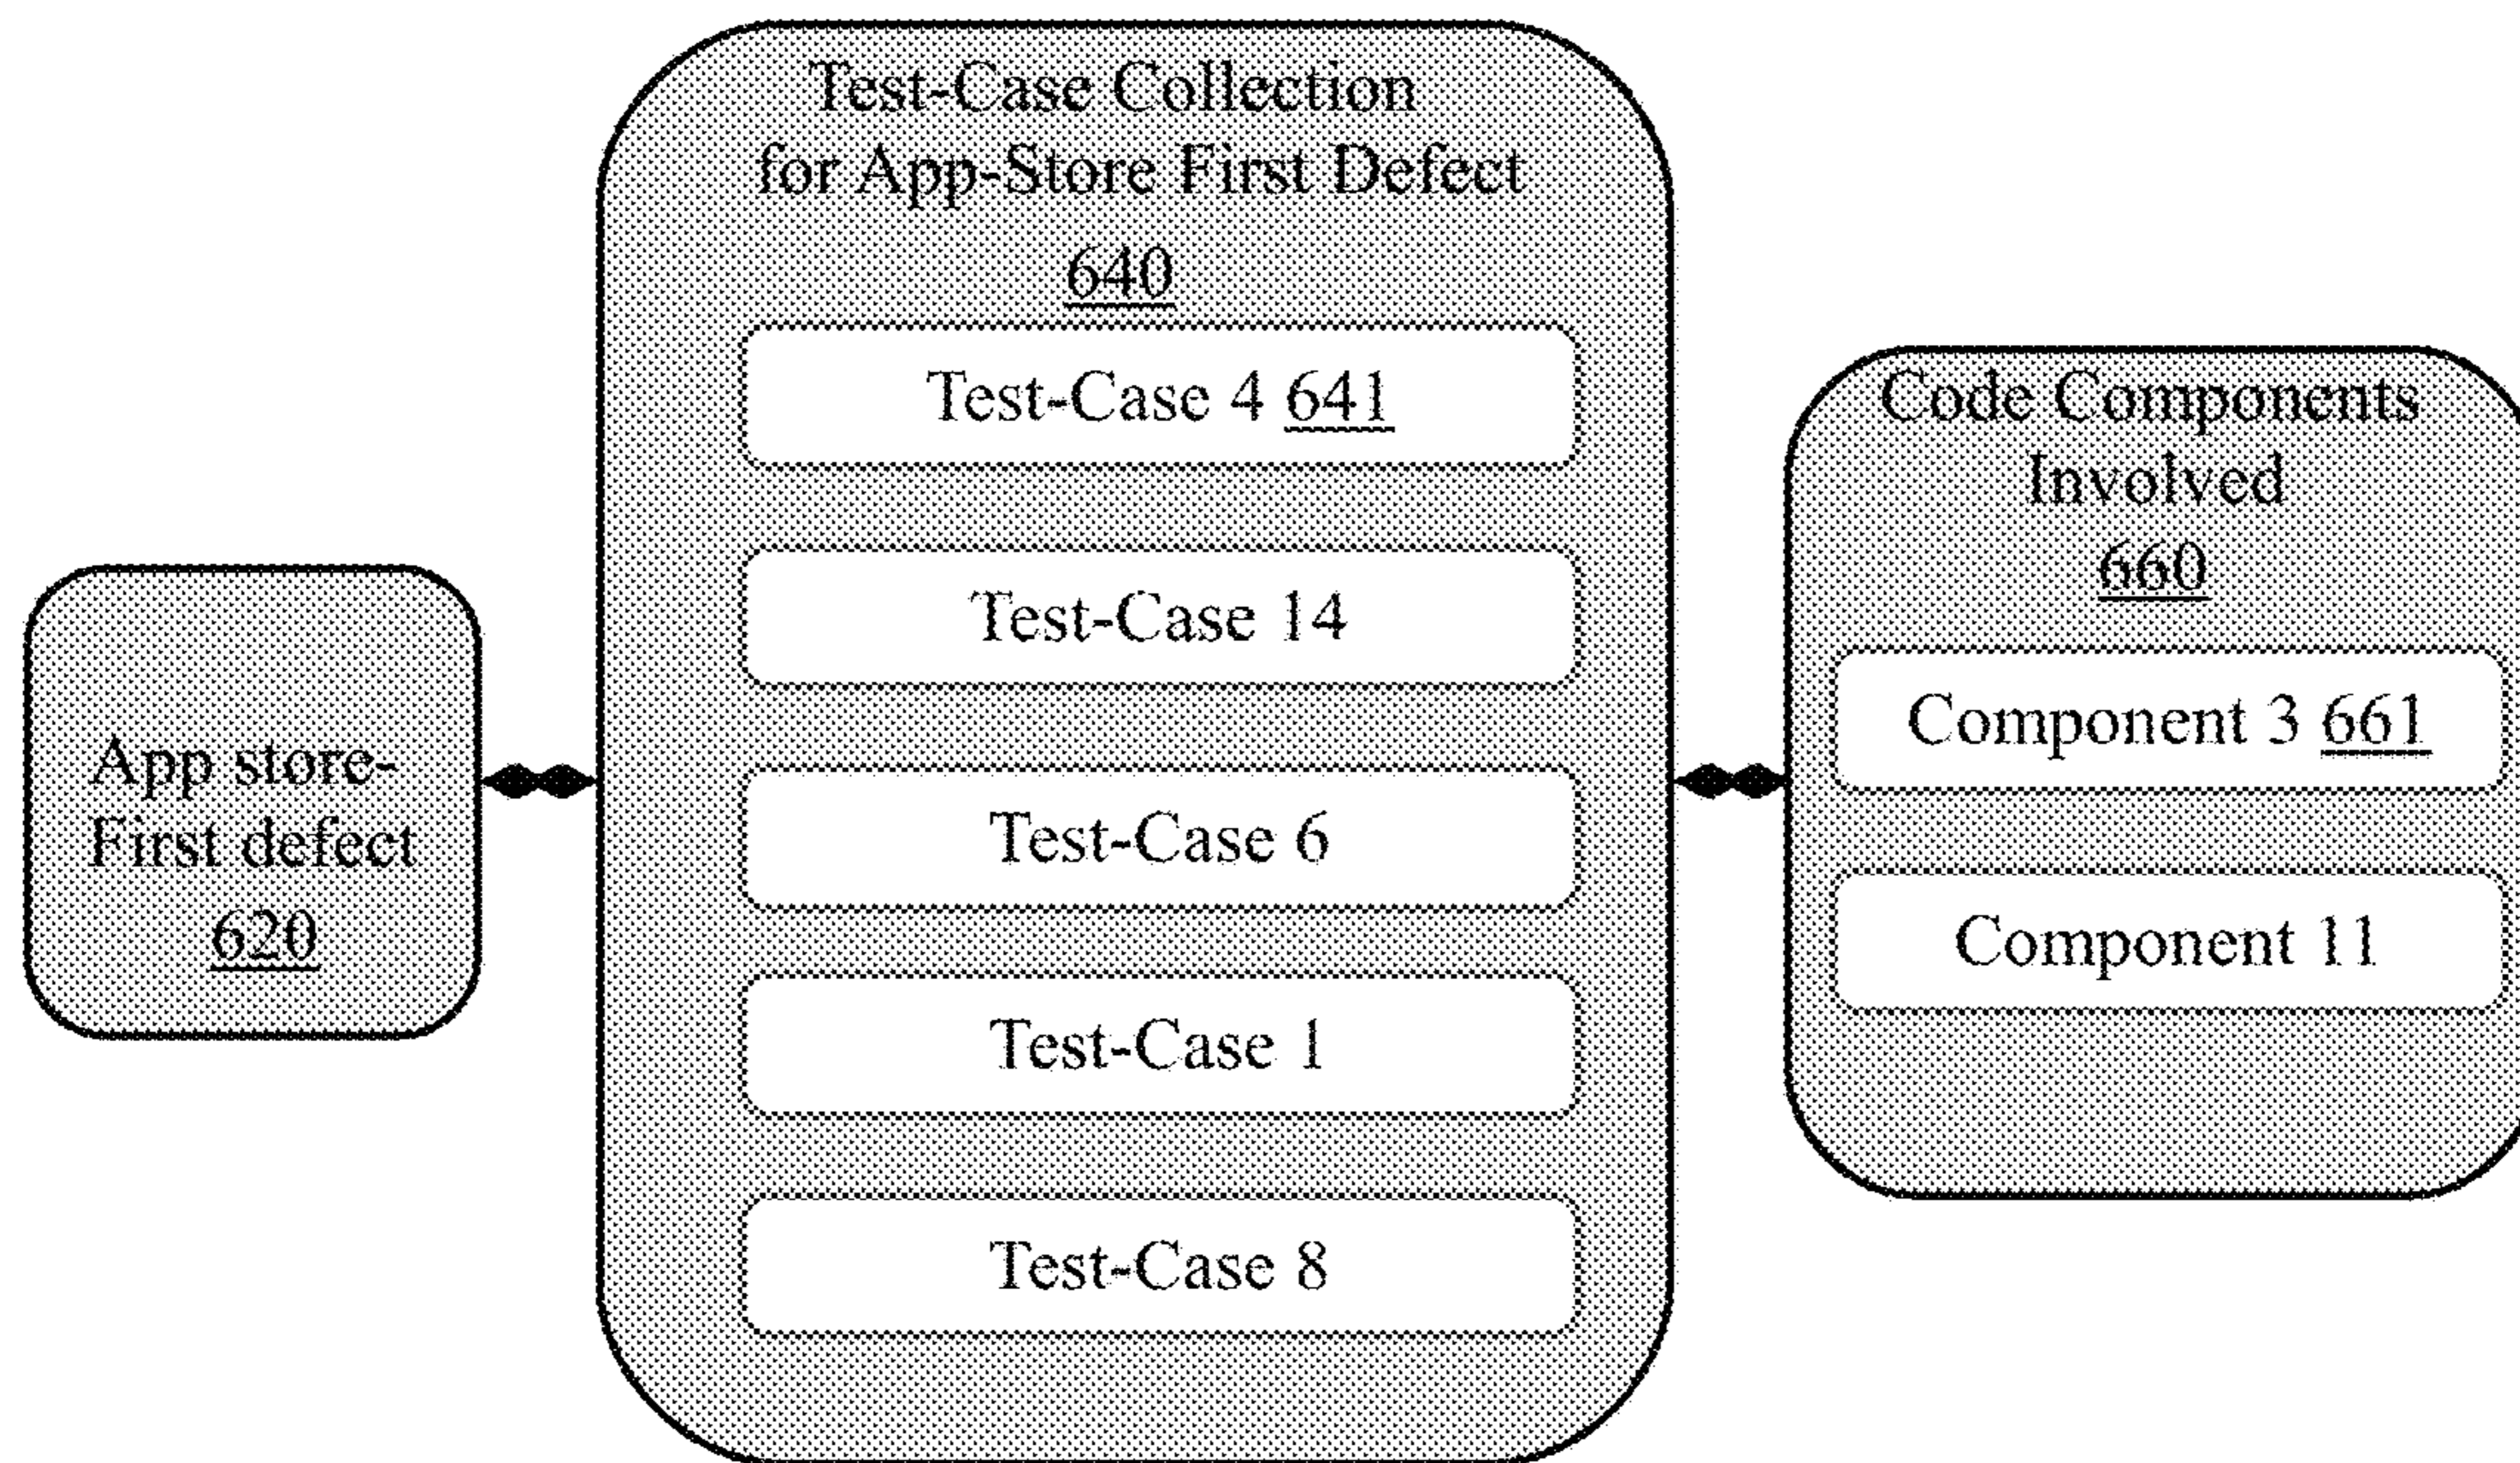 Test-Case Collection
for App-Store First Defect
640
Test-Case 4 641
Test-Case 14
Test-Case 6
Test-Case 1
Test-Case 8
App store-
First defect
620
Code Components
Involved
660
Component 3 661
Component 11